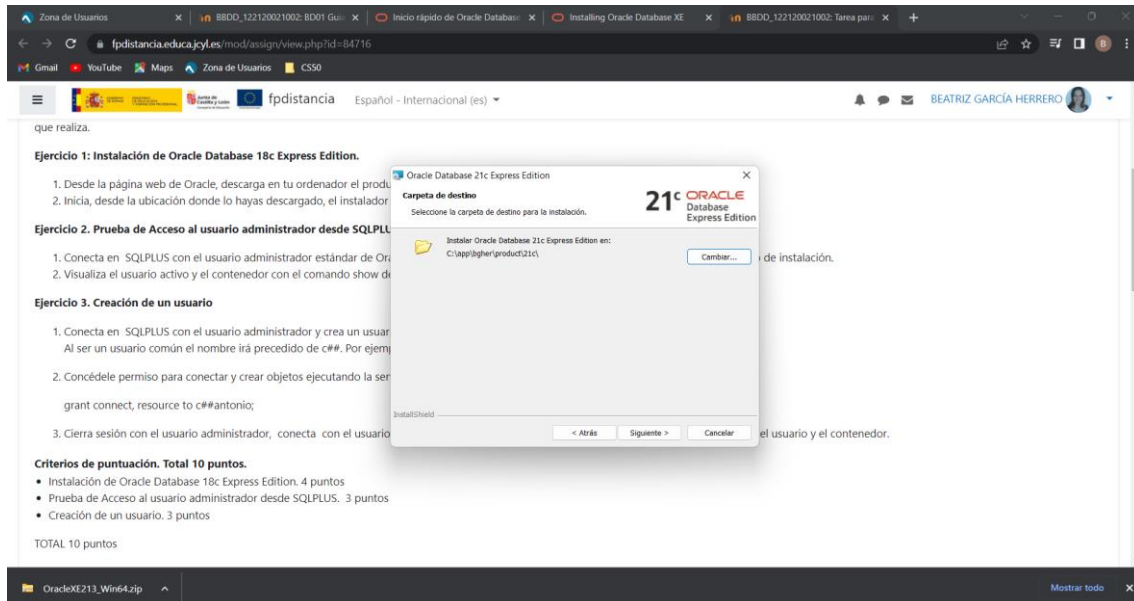 Zona de Usuarios
BBDD_122120021002: BD01 Guí
Inicio rápido de Oracle Database
Installing Oracle Database XE
BBDD_122120021002: Tarea para
fpdistancia.educa.jcyl.es/mod/assign/view.php?id=84716
Gmail
YouTube
Maps
Zona de Usuarios
CS50
fpdistancia
Español - Internacional (es)
BEATRIZ GARCÍA HERRERO
que realiza.
Ejercicio 1: Instalación de Oracle Database 18c Express Edition.
1. Desde la página web de Oracle, descarga en tu ordenador el produ
2. Inicia, desde la ubicación donde lo hayas descargado, el instalador
Ejercicio 2. Prueba de Acceso al usuario administrador desde SQLPLU
1. Conecta en SQLPLUS con el usuario administrador estándar de Ora
de instalación.
2. Visualiza el usuario activo y el contenedor con el comando show de
Ejercicio 3. Creación de un usuario
1. Conecta en SQLPLUS con el usuario administrador y crea un usuar
Al ser un usuario común el nombre irá precedido de c##. Por ejemp
2. Concédele permiso para conectar y crear objetos ejecutando la sen
grant connect, resource to c##antonio;
3. Cierra sesión con el usuario administrador, conecta con el usuario
el usuario y el contenedor.
Criterios de puntuación. Total 10 puntos.
• Instalación de Oracle Database 18c Express Edition. 4 puntos
• Prueba de Acceso al usuario administrador desde SQLPLUS. 3 puntos
• Creación de un usuario. 3 puntos
TOTAL 10 puntos
Oracle Database 21c Express Edition
Carpeta de destino
Seleccione la carpeta de destino para la instalación.
21c ORACLE
Database
Express Edition
Instalar Oracle Database 21c Express Edition en:
C:\app\bgher\product\21c\
Cambiar...
InstallShield
< Atrás
Siguiente >
Cancelar
OracleXE213_Win64.zip
Mostrar todo